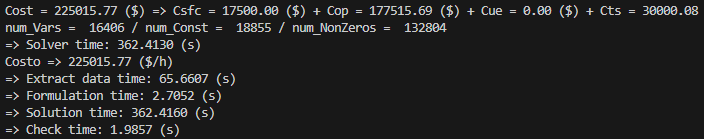 Cost = 225015.77 ($) => Csfc = 17500.00 ($) + Cop = 177515.69 ($) + Cue = 0.00 ($) + Cts = 30000.08
num_Vars =  16406 / num_Const =  18855 / num_NonZeros =  132804
=> Solver time: 362.4130 (s)
Costo => 225015.77 ($/h)
=> Extract data time: 65.6607 (s)
=> Formulation time: 2.7052 (s)
=> Solution time: 362.4160 (s)
=> Check time: 1.9857 (s)